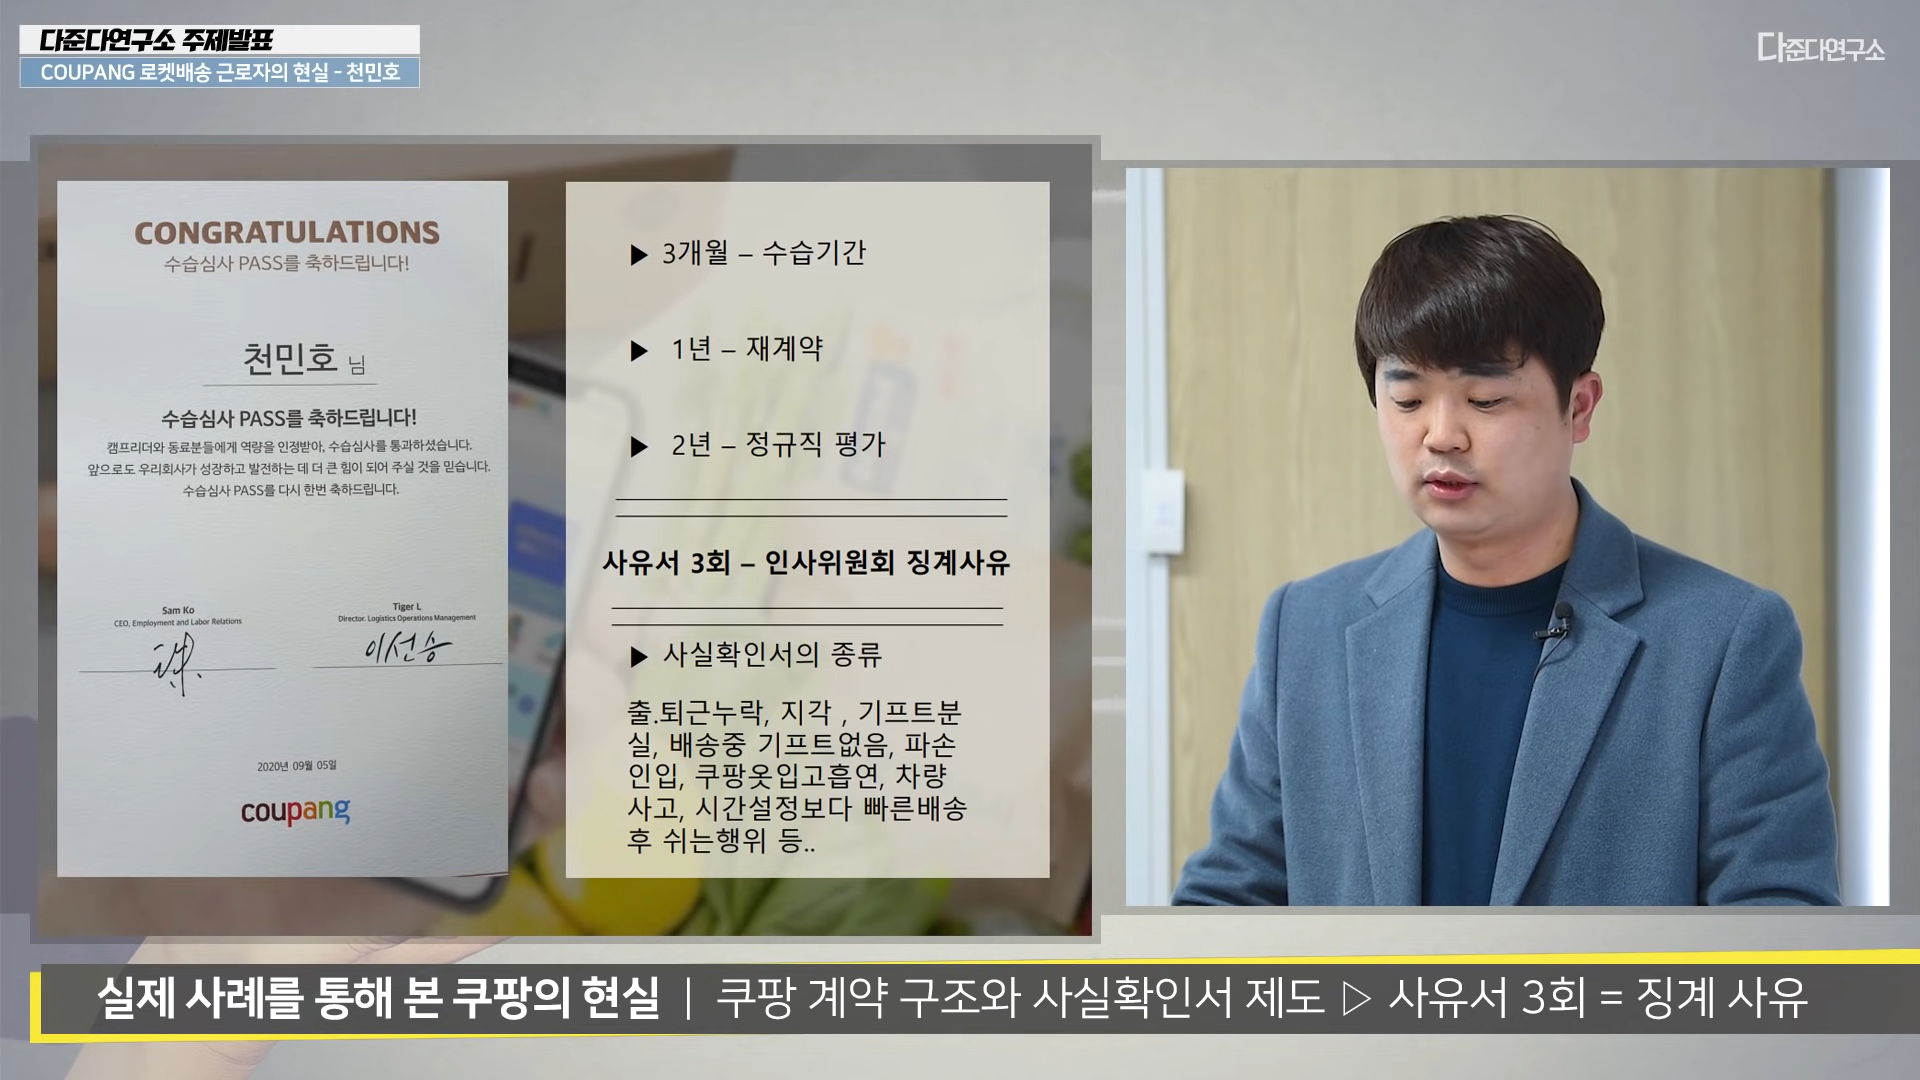 다준다연구소 주제발표
COUPANG 로켓배송 근로자의 현실 - 천민호
다준다연구소
CONGRATULATIONS
수습심사 PASS를 축하드립니다!
천민호 님
수습심사 PASS를 축하드립니다!
캠프리더와 동료분들에게 역량을 인정받아, 수습심사를 통과하셨습니다.
앞으로도 우리회사가 성장하고 발전하는 데 더 큰 힘이 되어 주실 것을 믿습니다.
수습심사 PASS를 다시 한번 축하드립니다.
Sam Ko
CEO, Employment and Labor Relations
Tiger L
Director. Logistics Operations Management
이선승
2020년 09월 05일
coupang
▶ 3개월 – 수습기간
▶ 1년 – 재계약
▶ 2년 – 정규직 평가
사유서 3회 – 인사위원회 징계사유
▶ 사실확인서의 종류
출.퇴근누락, 지각 , 기프트분
실, 배송중 기프트없음, 파손
인입, 쿠팡옷입고흡연, 차량
사고, 시간설정보다 빠른배송
후 쉬는행위 등..
실제 사례를 통해 본 쿠팡의 현실 | 쿠팡 계약 구조와 사실확인서 제도 ▷ 사유서 3회 = 징계 사유